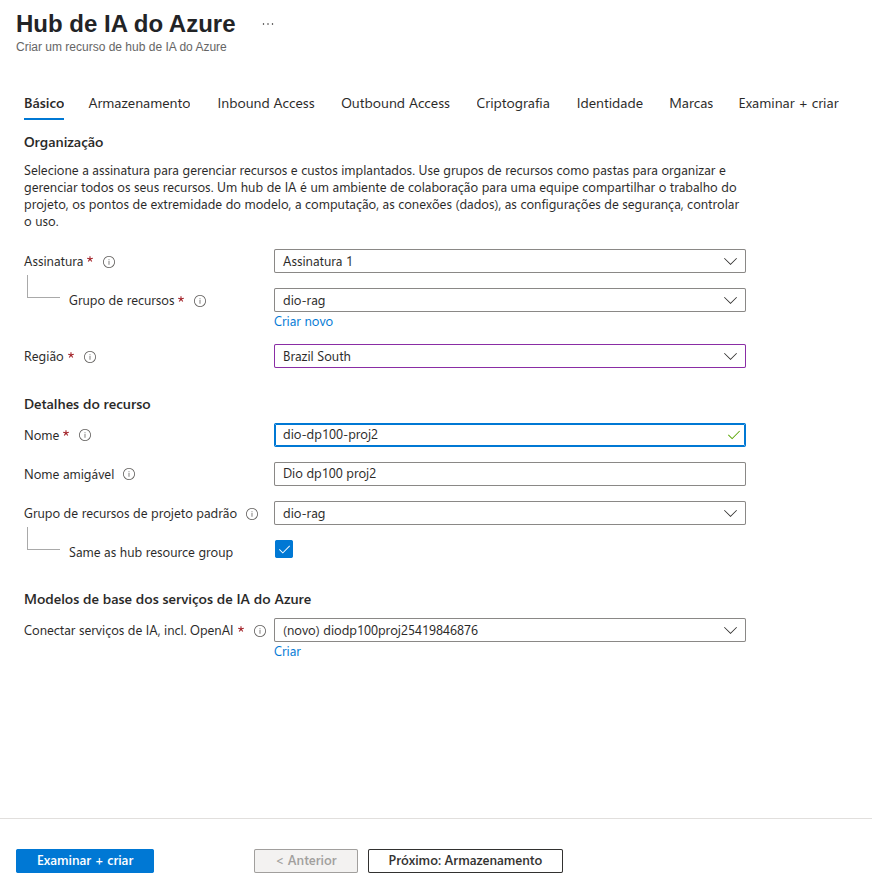 Hub de IA do Azure ...
Criar um recurso de hub de IA do Azure
Básico Armazenamento Inbound Access Outbound Access Criptografia Identidade Marcas Examinar + criar
Organização
Selecione a assinatura para gerenciar recursos e custos implantados. Use grupos de recursos como pastas para organizar e
gerenciar todos os seus recursos. Um hub de IA é um ambiente de colaboração para uma equipe compartilhar o trabalho do
projeto, os pontos de extremidade do modelo, a computação, as conexões (dados), as configurações de segurança, controlar
o uso.
Assinatura * Assinatura 1
Grupo de recursos * dio-rag
Criar novo
Região * Brazil South
Detalhes do recurso
Nome * dio-dp100-proj2
Nome amigável Dio dp100 proj2
Grupo de recursos de projeto padrão dio-rag
Same as hub resource group
Modelos de base dos serviços de IA do Azure
Conectar serviços de IA, incl. OpenAI * (novo) diodp100proj25419846876
Criar
Examinar + criar < Anterior Próximo: Armazenamento